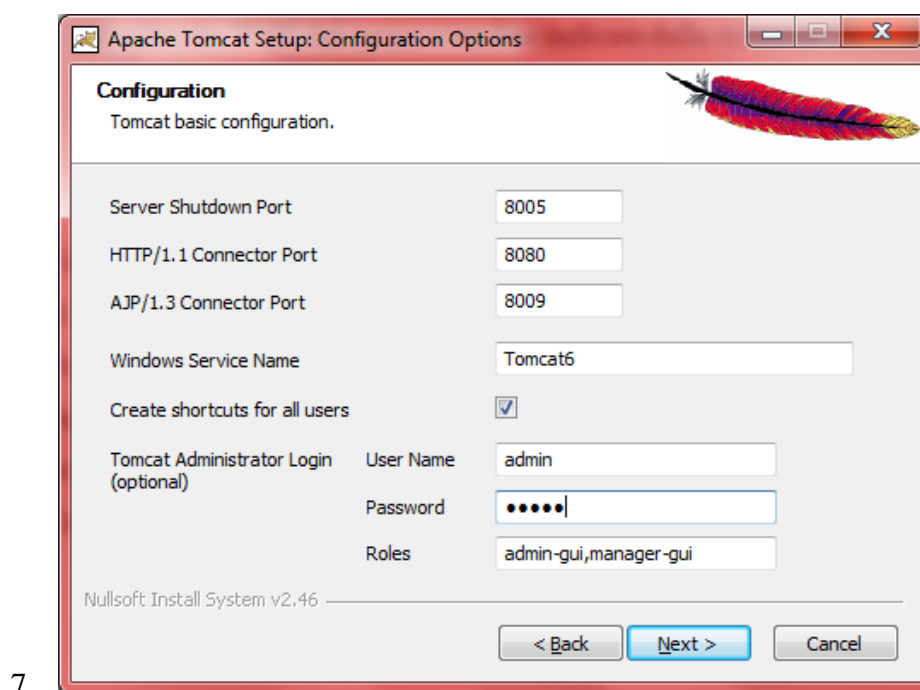 Apache Tomcat Setup: Configuration Options
Configuration
Tomcat basic configuration.
Server Shutdown Port 8005
HTTP/1.1 Connector Port 8080
AJP/1.3 Connector Port 8009
Windows Service Name Tomcat6
Create shortcuts for all users
Tomcat Administrator Login User Name admin
(optional)
Password •••••
Roles admin-gui,manager-gui
Nullsoft Install System v2.46
< Back Next > Cancel
7